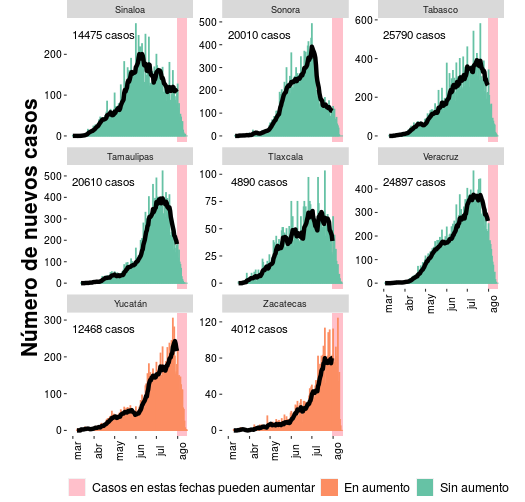 Número de nuevos casos
Sinaloa
14475 casos
200
100
0
Sonora
20010 casos
500
400
300
200
100
0
Tabasco
25790 casos
600
400
200
0
Tamaulipas
20610 casos
500
400
300
200
100
0
Tlaxcala
4890 casos
100
75
50
25
0
Veracruz
24897 casos
400
300
200
100
0
mar abr may jun jul ago
Yucatán
12468 casos
300
200
100
0
mar abr may jun jul ago
Zacatecas
4012 casos
120
80
40
0
mar abr may jun jul ago
Casos en estas fechas pueden aumentar En aumento Sin aumento